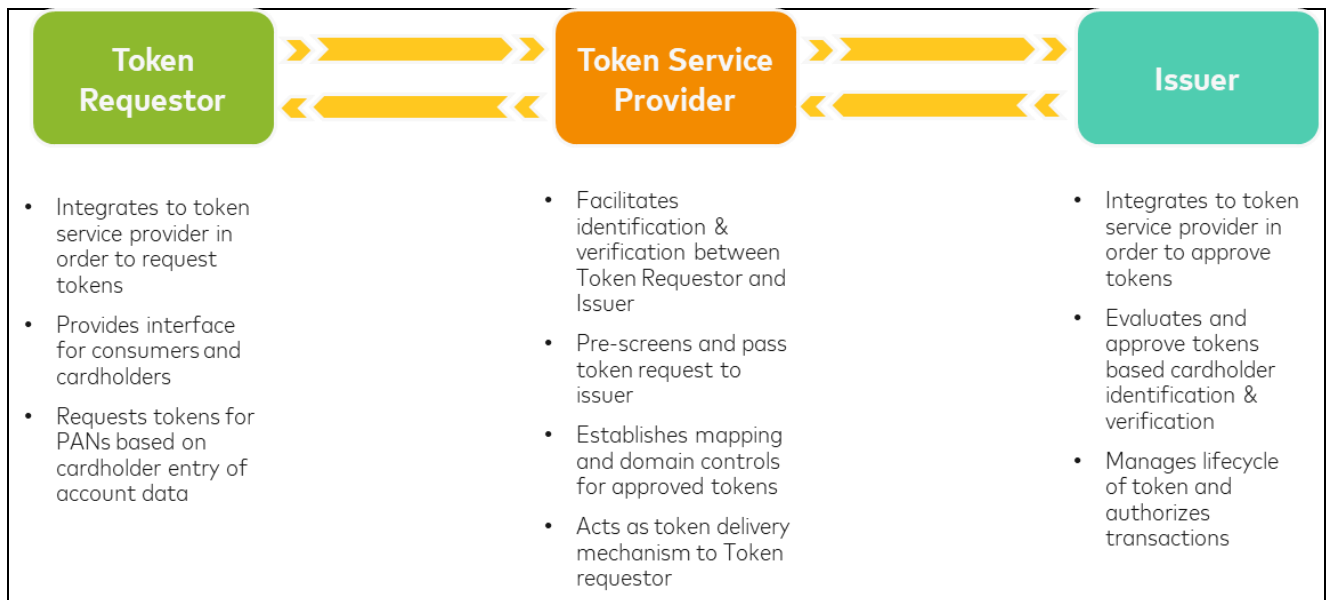 Token
Requestor
Token Service
Provider
Issuer
• Integrates to token
service provider in
order to request
tokens
• Provides interface
for consumers and
cardholders
• Requests tokens for
PANs based on
cardholder entry of
account data
• Facilitates
identification &
verification between
Token Requestor and
Issuer
• Pre-screens and pass
token request to
issuer
• Establishes mapping
and domain controls
for approved tokens
• Acts as token delivery
mechanism to Token
requestor
• Integrates to token
service provider in
order to approve
tokens
• Evaluates and
approve tokens
based cardholder
identification &
verification
• Manages lifecycle
of token and
authorizes
transactions